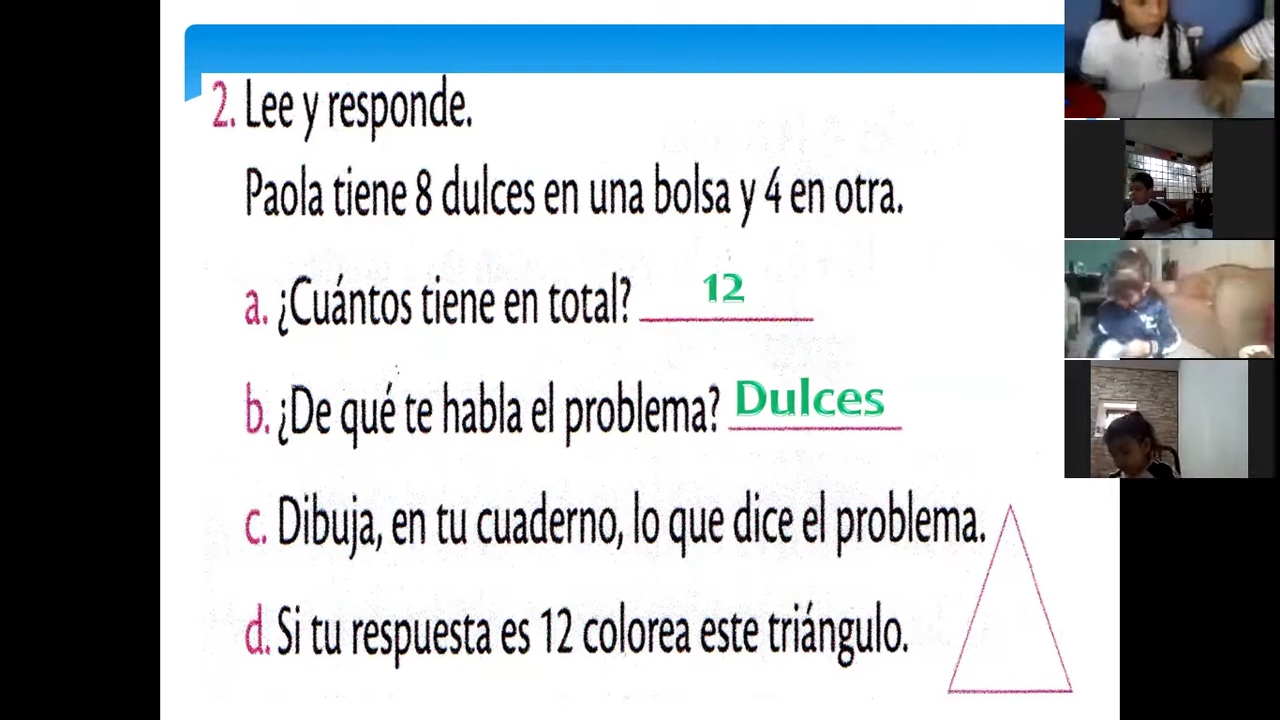 2. Lee y responde.
Paola tiene 8 dulces en una bolsa y 4 en otra.
a. ¿Cuántos tiene en total? 12
b. ¿De qué te habla el problema? Dulces
c. Dibuja, en tu cuaderno, lo que dice el problema.
d. Si tu respuesta es 12 colorea este triángulo.